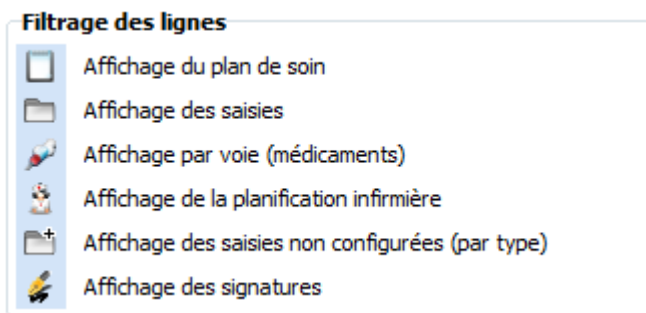 Filtrage des lignes
Affichage du plan de soin
Affichage des saisies
Affichage par voie (médicaments)
Affichage de la planification infirmière
Affichage des saisies non configurées (par type)
Affichage des signatures